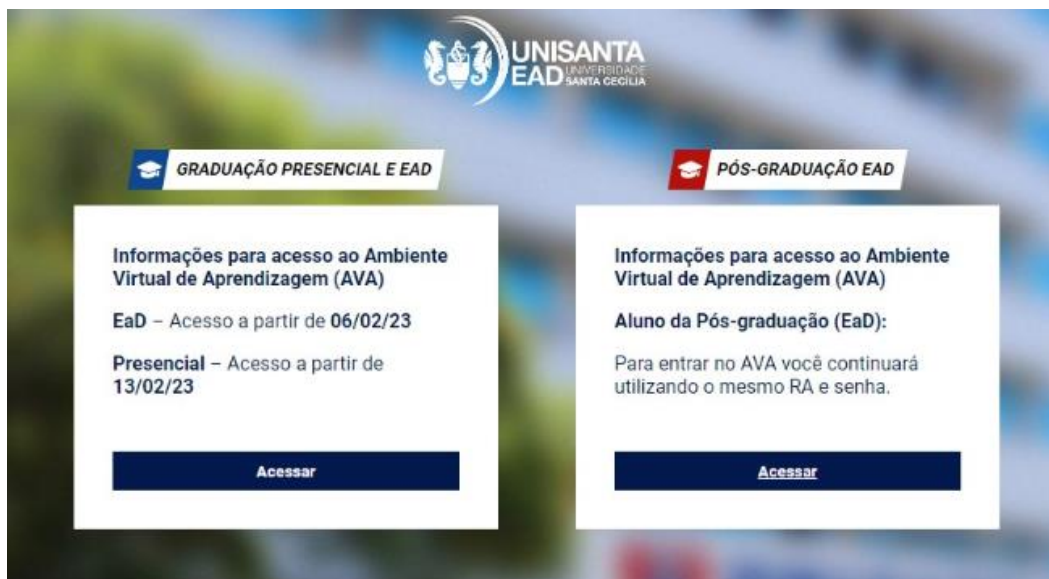 UNISANTA
EAD UNIVERSIDADE
SANTA CECÍLIA
GRADUAÇÃO PRESENCIAL E EAD
Informações para acesso ao Ambiente
Virtual de Aprendizagem (AVA)
EaD – Acesso a partir de 06/02/23
Presencial – Acesso a partir de
13/02/23
Acessar
PÓS-GRADUAÇÃO EAD
Informações para acesso ao Ambiente
Virtual de Aprendizagem (AVA)
Aluno da Pós-graduação (EaD):
Para entrar no AVA você continuará
utilizando o mesmo RA e senha.
Acessar